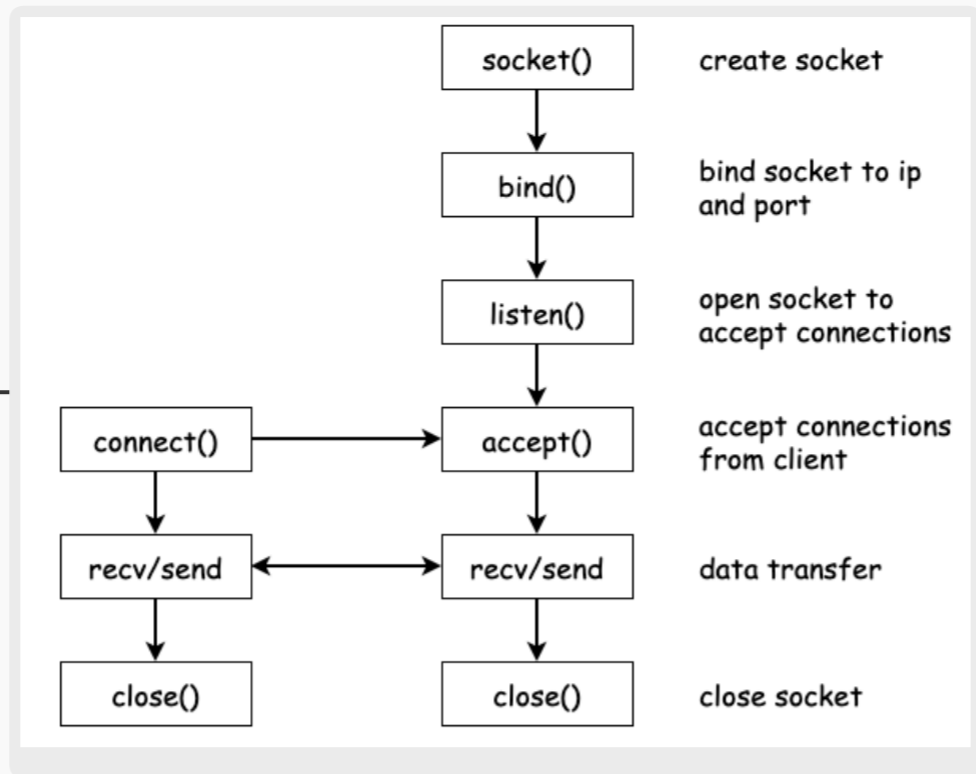 socket()
create socket
bind()
bind socket to ip
and port
listen()
open socket to
accept connections
connect()
accept()
accept connections
from client
recv/send
recv/send
data transfer
close()
close()
close socket